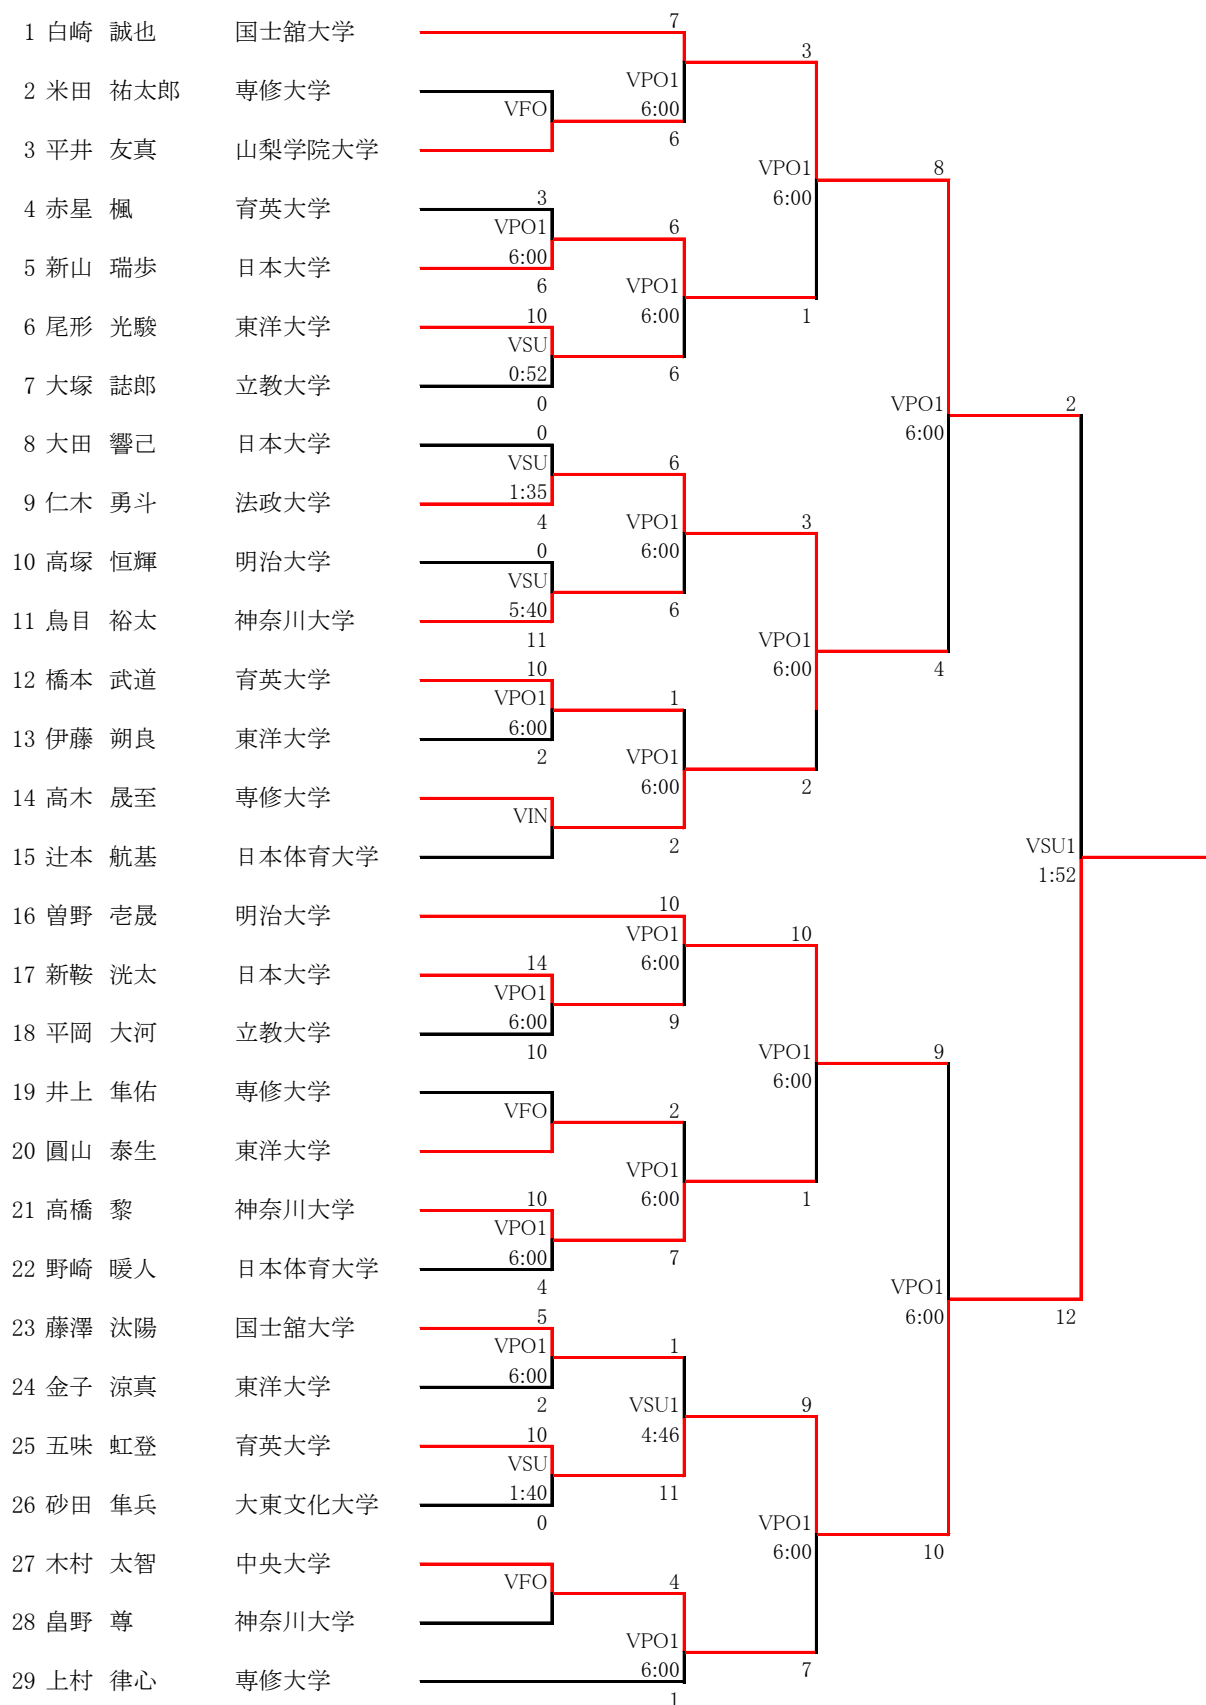 7
1 白崎 誠也 国士舘大学
3
VPO1
2 米田 祐太郎 専修大学
VFO 6:00
6
3 平井 友真 山梨学院大学
VPO1 8
6:00
3
4 赤星 楓 育英大学
VPO1 6
6:00
5 新山 瑞歩 日本大学
6 VPO1
10 6:00 1
6 尾形 光駿 東洋大学
VSU
0:52 6
7 大塚 誌郎 立教大学
0 VPO1 2
0 6:00
8 大田 響己 日本大学
VSU 6
1:35
9 仁木 勇斗 法政大学
4 VPO1 3
0 6:00
10 高塚 恒輝 明治大学
VSU
5:40 6
11 鳥目 裕太 神奈川大学
11 VPO1
10 6:00 4
12 橋本 武道 育英大学
VPO1 1
6:00
13 伊藤 朔良 東洋大学
2 VPO1
6:00 2
14 高木 晟至 専修大学
VIN
2 VSU1
15 辻本 航基 日本体育大学
1:52
10
16 曽野 壱晟 明治大学
VPO1 10
14 6:00
17 新鞍 洸太 日本大学
VPO1
6:00 9
18 平岡 大河 立教大学
10 VPO1 9
6:00
19 井上 隼佑 専修大学
VFO 2
20 圓山 泰生 東洋大学
VPO1
10 6:00 1
21 高橋 黎 神奈川大学
VPO1
6:00 7
22 野崎 暖人 日本体育大学
4 VPO1
5 6:00 12
23 藤澤 汰陽 国士舘大学
VPO1 1
6:00
24 金子 涼真 東洋大学
2 VSU1 9
10 4:46
25 五味 虹登 育英大学
VSU
1:40 11
26 砂田 隼兵 大東文化大学
0 VPO1
6:00 10
27 木村 太智 中央大学
VFO 4
28 畠野 尊 神奈川大学
VPO1
6:00 7
29 上村 律心 専修大学
1